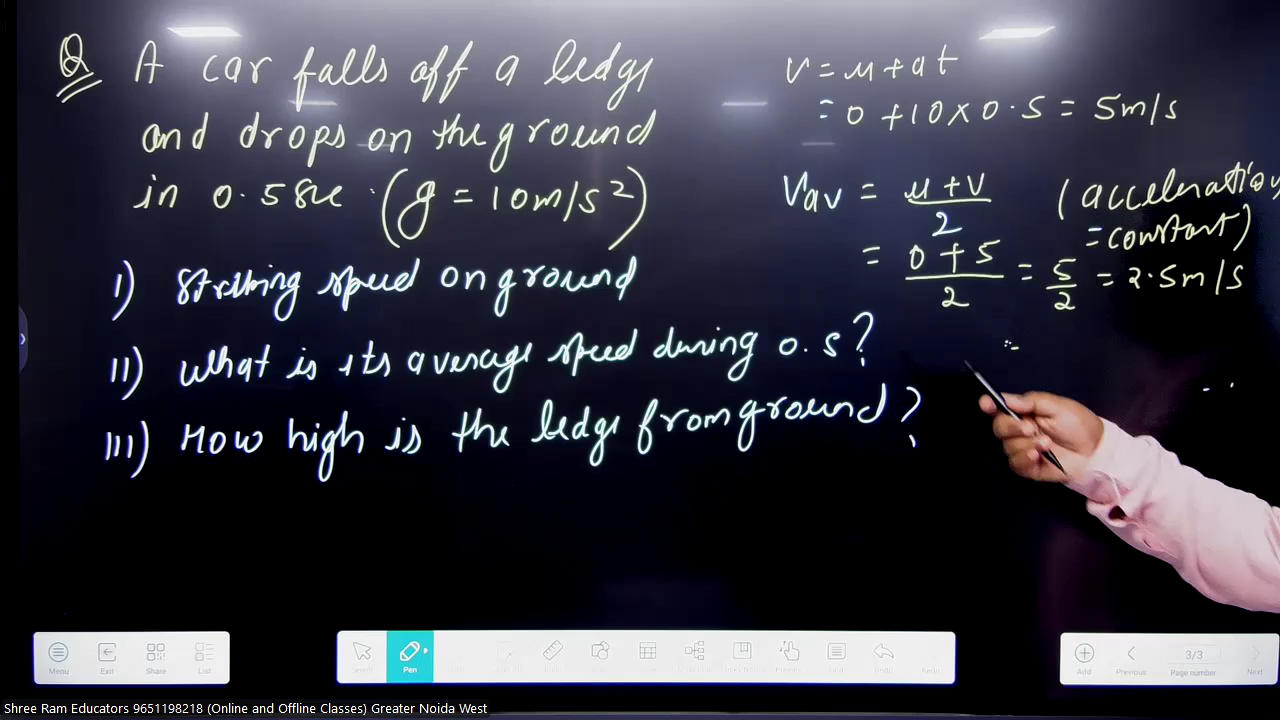 Q A car falls off a ledge
and drops on the ground
in 0.5 sec . (g = 10m/s²)
i) Striking speed on ground
ii) What is its average speed during 0.5?
iii) How high is the ledge from ground?
v = u + at
= 0 + 10 × 0.5 = 5m/s
Vav = u + v / 2 (acceleration
= constant)
= 0 + 5 / 2 = 5 / 2 = 2.5m/s
Menu Exit Share List
Select Pen
Add Previous 3/3 Page number Next
Shree Ram Educators 9651198218 (Online and Offline Classes) Greater Noida West